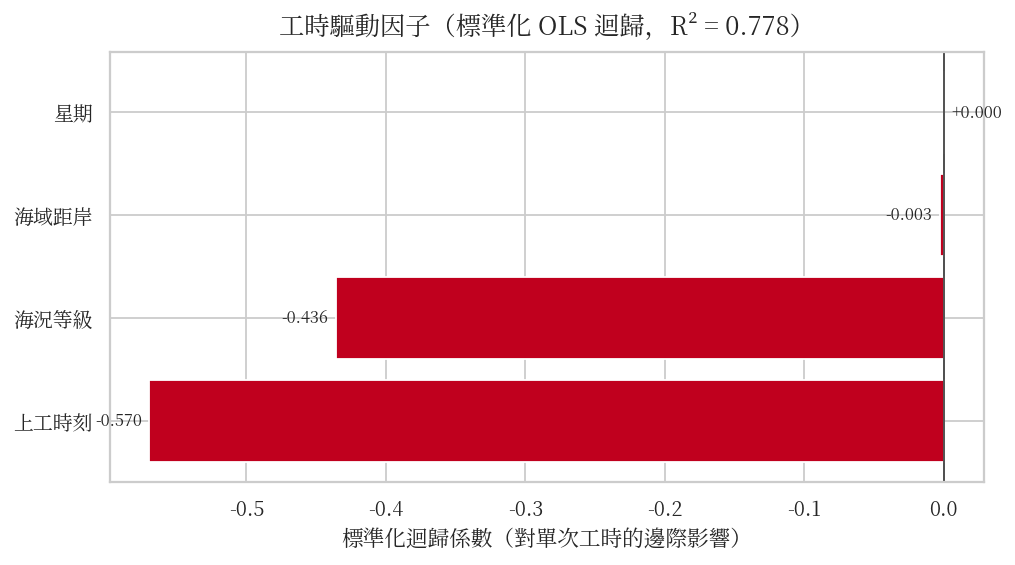 工時驅動因子（標準化 OLS 迴歸，R² = 0.778）
星期
+0.000
海域距岸
-0.003
海況等級
-0.436
上工時刻
-0.570
-0.5
-0.4
-0.3
-0.2
-0.1
0.0
標準化迴歸係數（對單次工時的邊際影響）